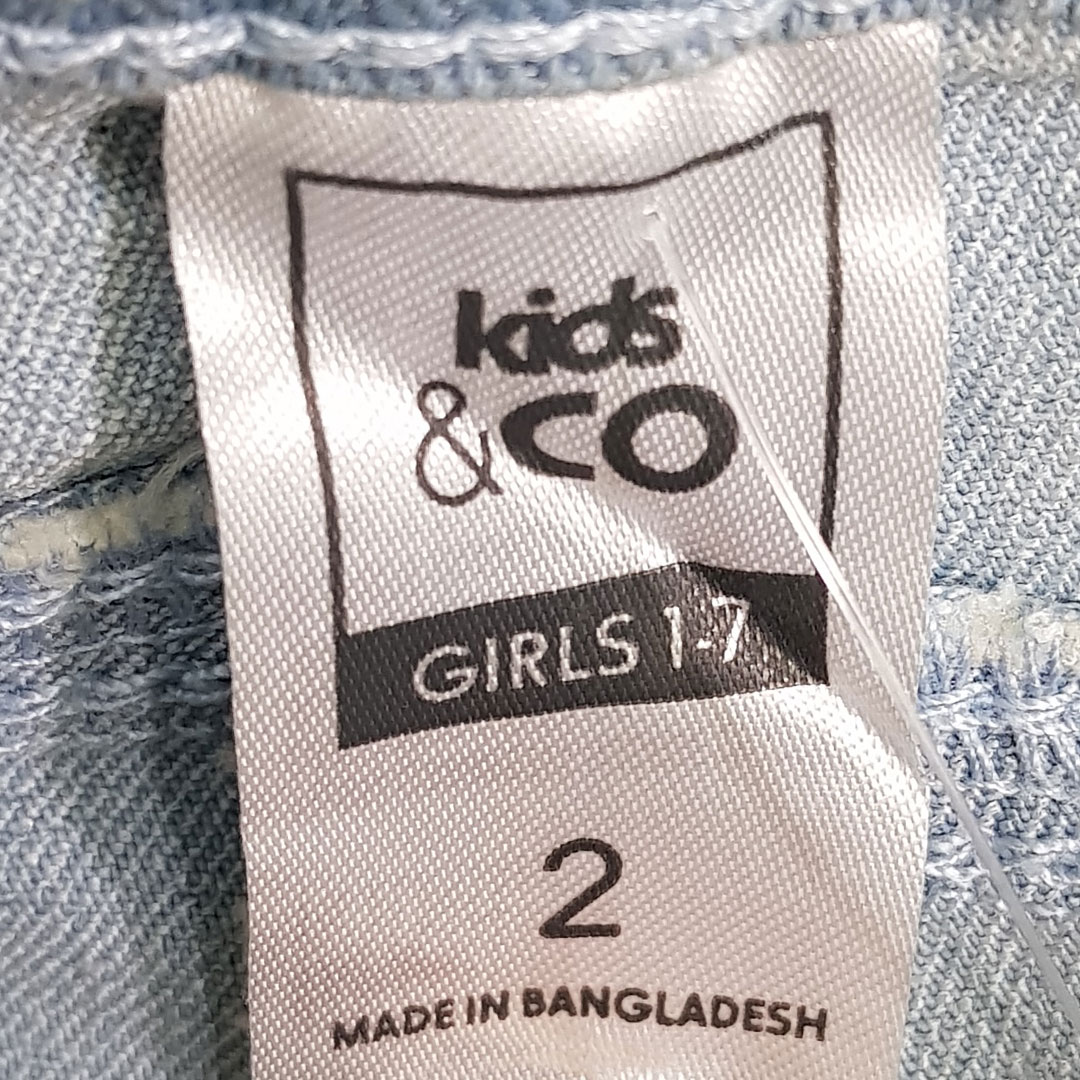 kids
&CO
GIRLS 1-7
2
MADE IN BANGLADESH